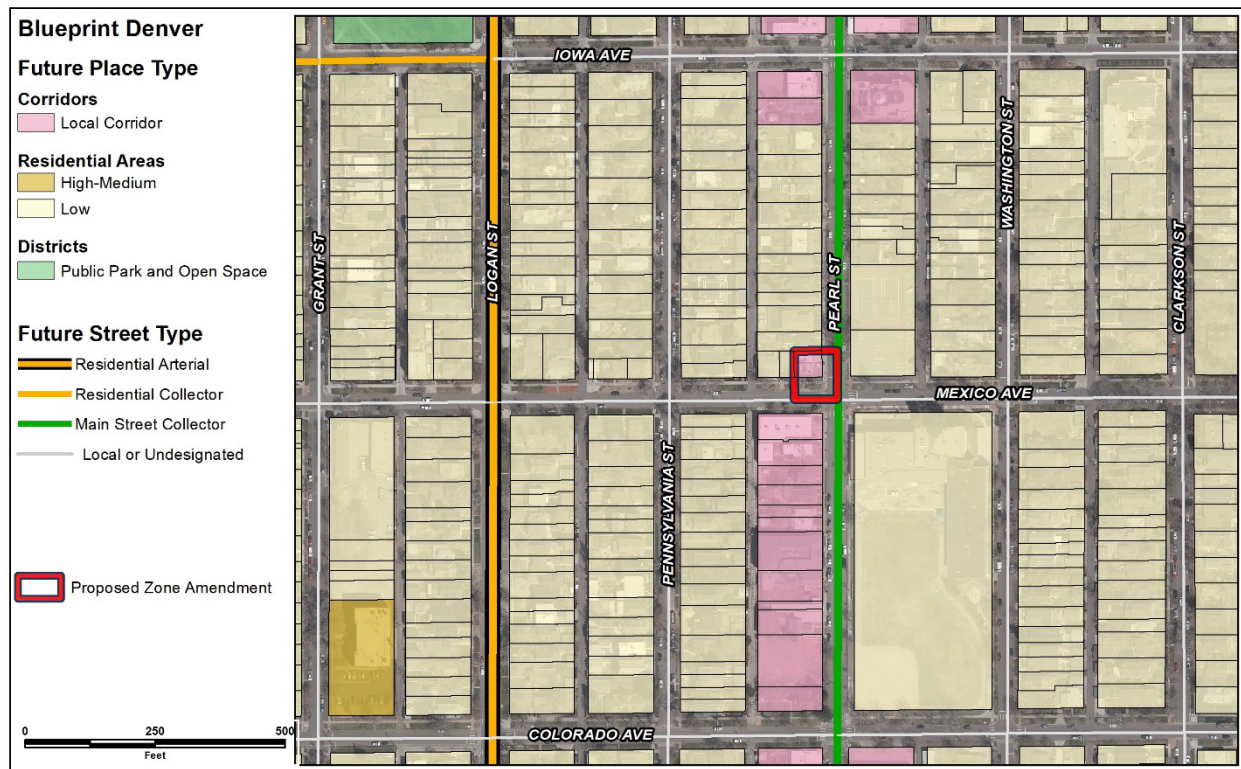 Blueprint Denver
Future Place Type
Corridors
Local Corridor
Residential Areas
High-Medium
Low
Districts
Public Park and Open Space
Future Street Type
Residential Arterial
Residential Collector
Main Street Collector
Local or Undesignated
Proposed Zone Amendment
0 250 500
Feet
IOWA AVE
GRANT ST
LOGAN ST
PENNSYLVANIA ST
PEARL ST
WASHINGTON ST
CLARKSON ST
MEXICO AVE
COLORADO AVE